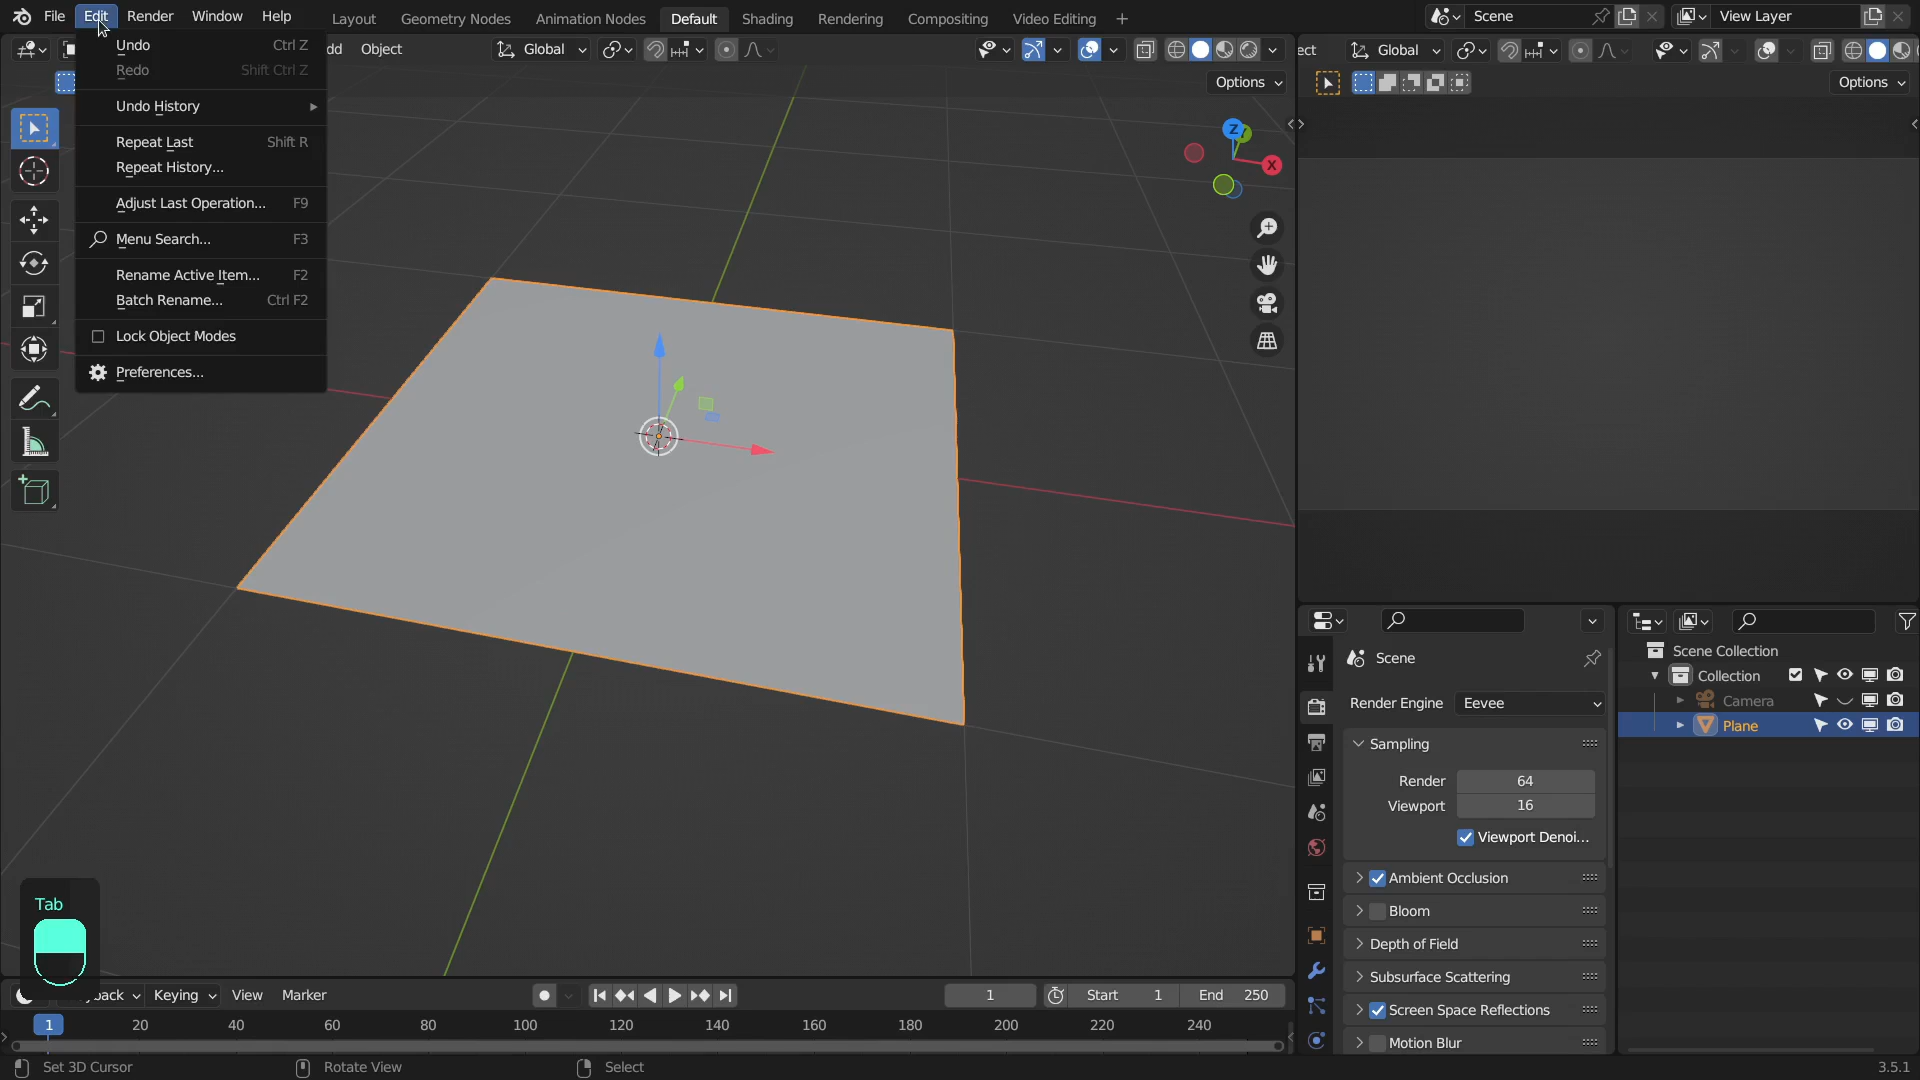 File Edit Render Window Help Layout Geometry Nodes Animation Nodes Default Shading Rendering Compositing Video Editing + Scene View Layer
dd Object Global ect Global
Options Options
Undo Ctrl Z
Redo Shift Ctrl Z
Undo History
Repeat Last Shift R
Repeat History...
Adjust Last Operation... F9
Menu Search... F3
Rename Active Item... F2
Batch Rename... Ctrl F2
Lock Object Modes
Preferences...
Z
X
Scene
Render Engine Eevee
Sampling
Render 64
Viewport 16
Viewport Denoi...
Ambient Occlusion
Bloom
Depth of Field
Subsurface Scattering
Screen Space Reflections
Motion Blur
Scene Collection
Collection
Camera
Plane
Tab
back Keying View Marker 1 Start 1 End 250
1 20 40 60 80 100 120 140 160 180 200 220 240
Set 3D Cursor Rotate View Select 3.5.1